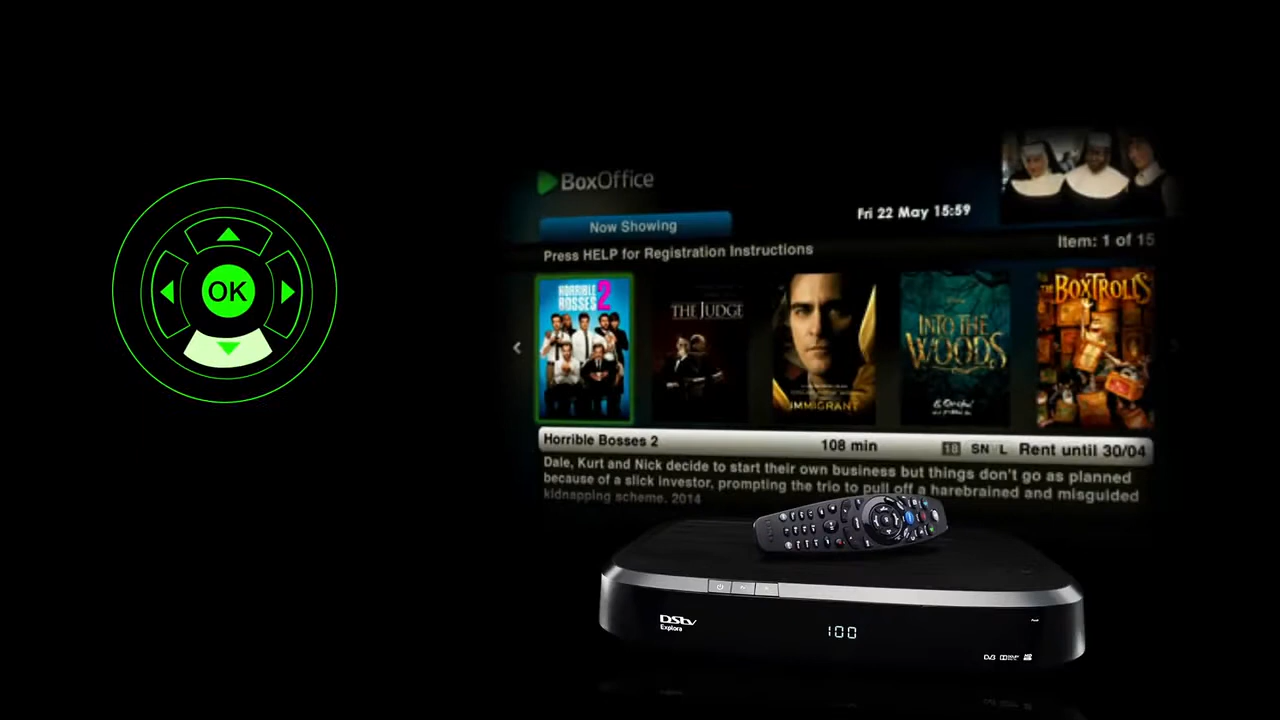 OK
BoxOffice
Now Showing
Fri 22 May 15:59
Press HELP for Registration Instructions
Item: 1 of 15
HORRIBLE
BOSSES 2
THE JUDGE
IMMIGRANT
INTO THE
WOODS
THE BOXTROLLS
Horrible Bosses 2 108 min 18 SNVL Rent until 30/04
Dale, Kurt and Nick decide to start their own business but things don't go as planned
because of a slick investor, prompting the trio to pull off a harebrained and misguided
kidnapping scheme. 2014
DStv
Explora
100